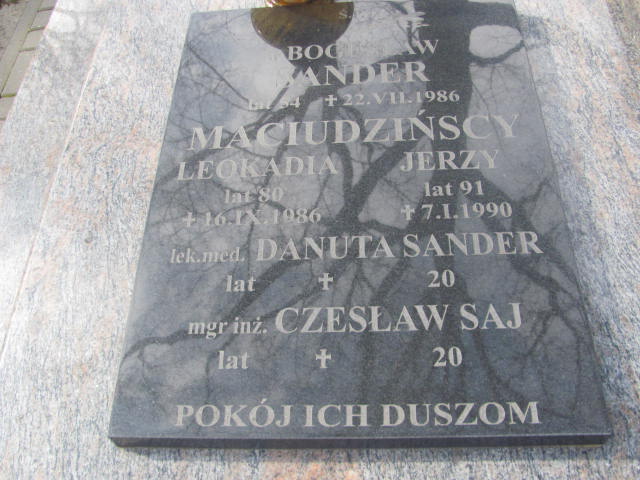 Ś.
BOGUSŁAW
SANDER
lat 54 ✝ 22.VII.1986
MACIUDZIŃSCY
LEOKADIA JERZY
lat 80 lat 91
✝ 16.IX.1986 ✝ 7.I.1990
lek.med. DANUTA SANDER
lat ✝ 20
mgr inż. CZESŁAW SAJ
lat ✝ 20
POKÓJ ICH DUSZOM